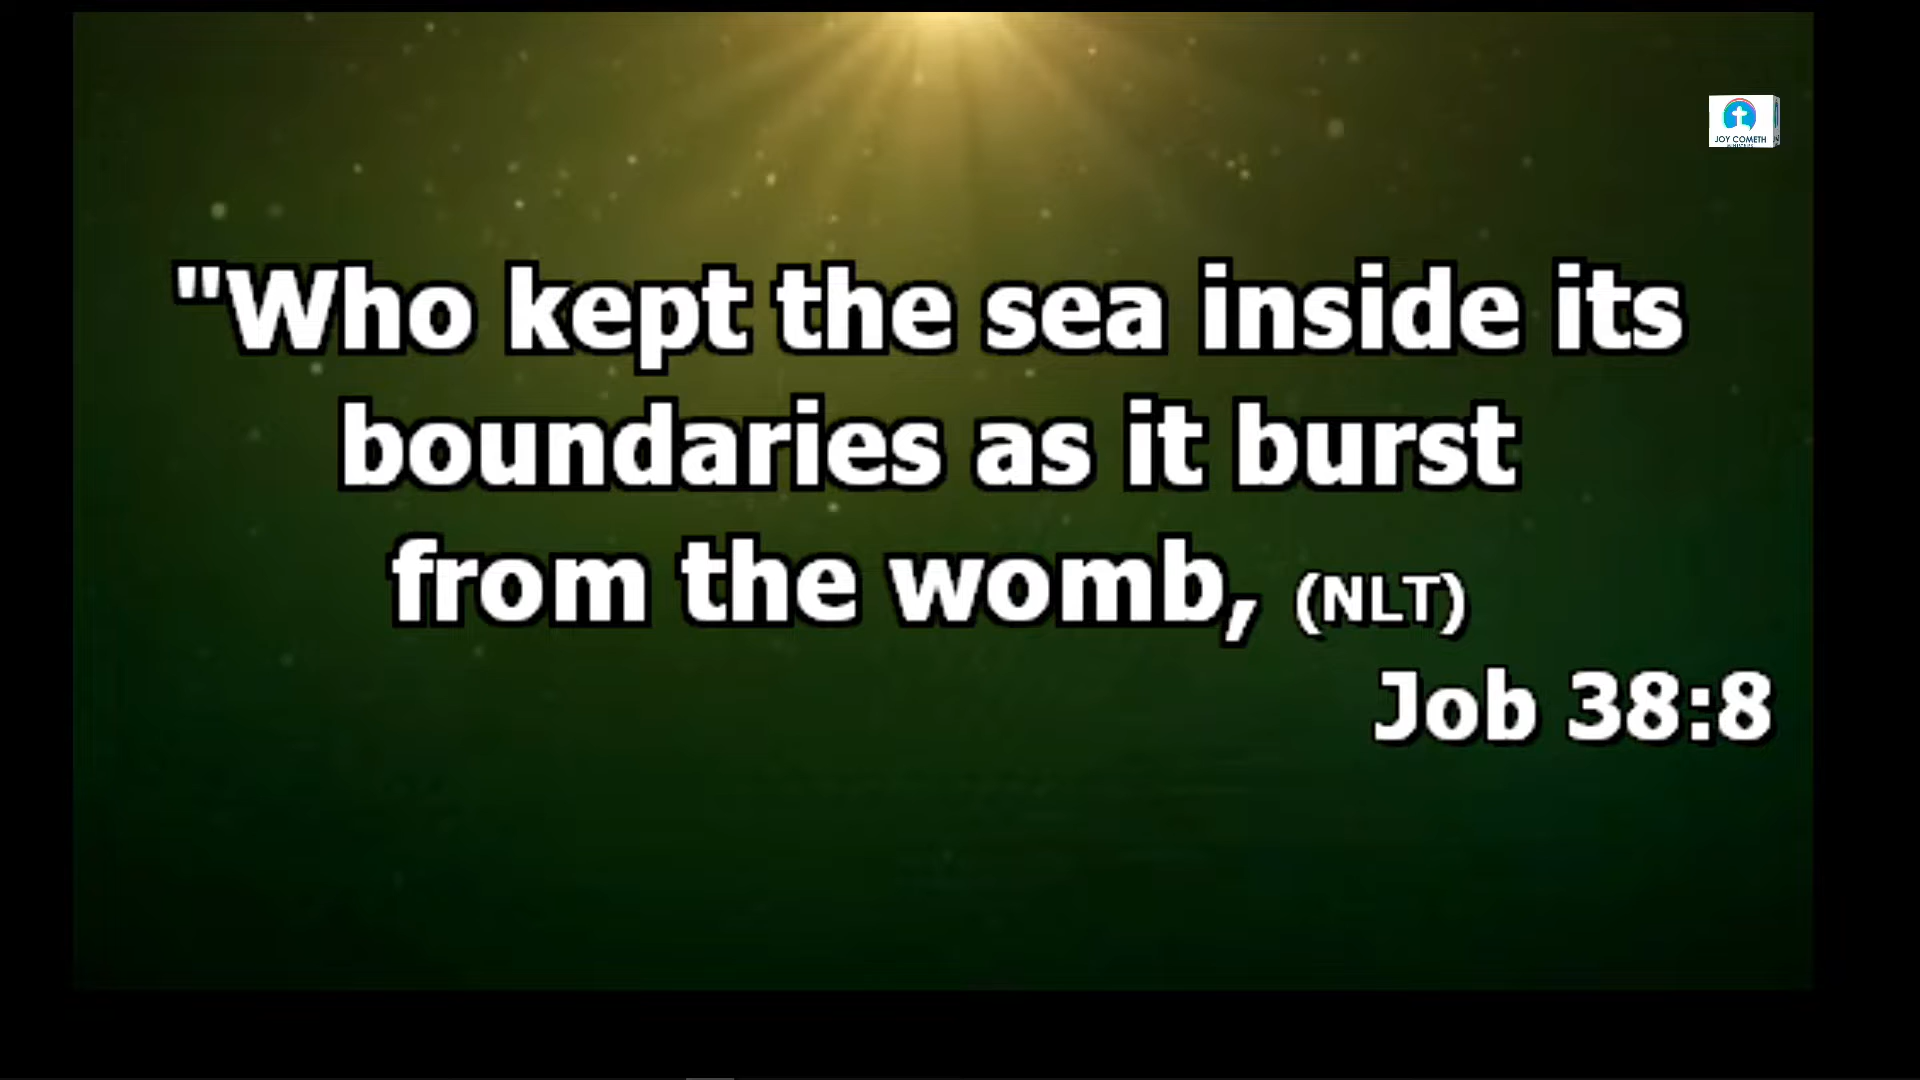 JOY COMETH
"Who kept the sea inside its
boundaries as it burst
from the womb, (NLT)
Job 38:8